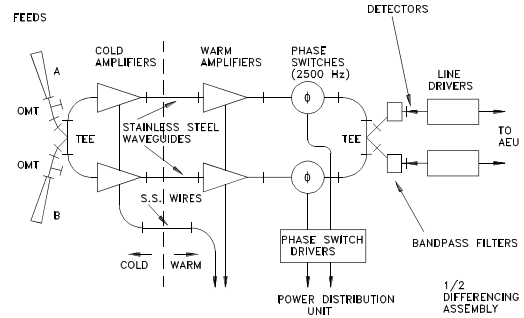 FEEDS
DETECTORS
COLD
AMPLIFIERS
WARM
AMPLIFIERS
PHASE
SWITCHES
(2500 Hz)
LINE
DRIVERS
A
OMT
TEE
STAINLESS STEEL
WAVEGUIDES
Φ
TEE
TO
AEU
OMT
B
S.S. WIRES
Φ
PHASE SWITCH
DRIVERS
BANDPASS FILTERS
COLD
WARM
POWER DISTRIBUTION
UNIT
1/2
DIFFERENCING
ASSEMBLY